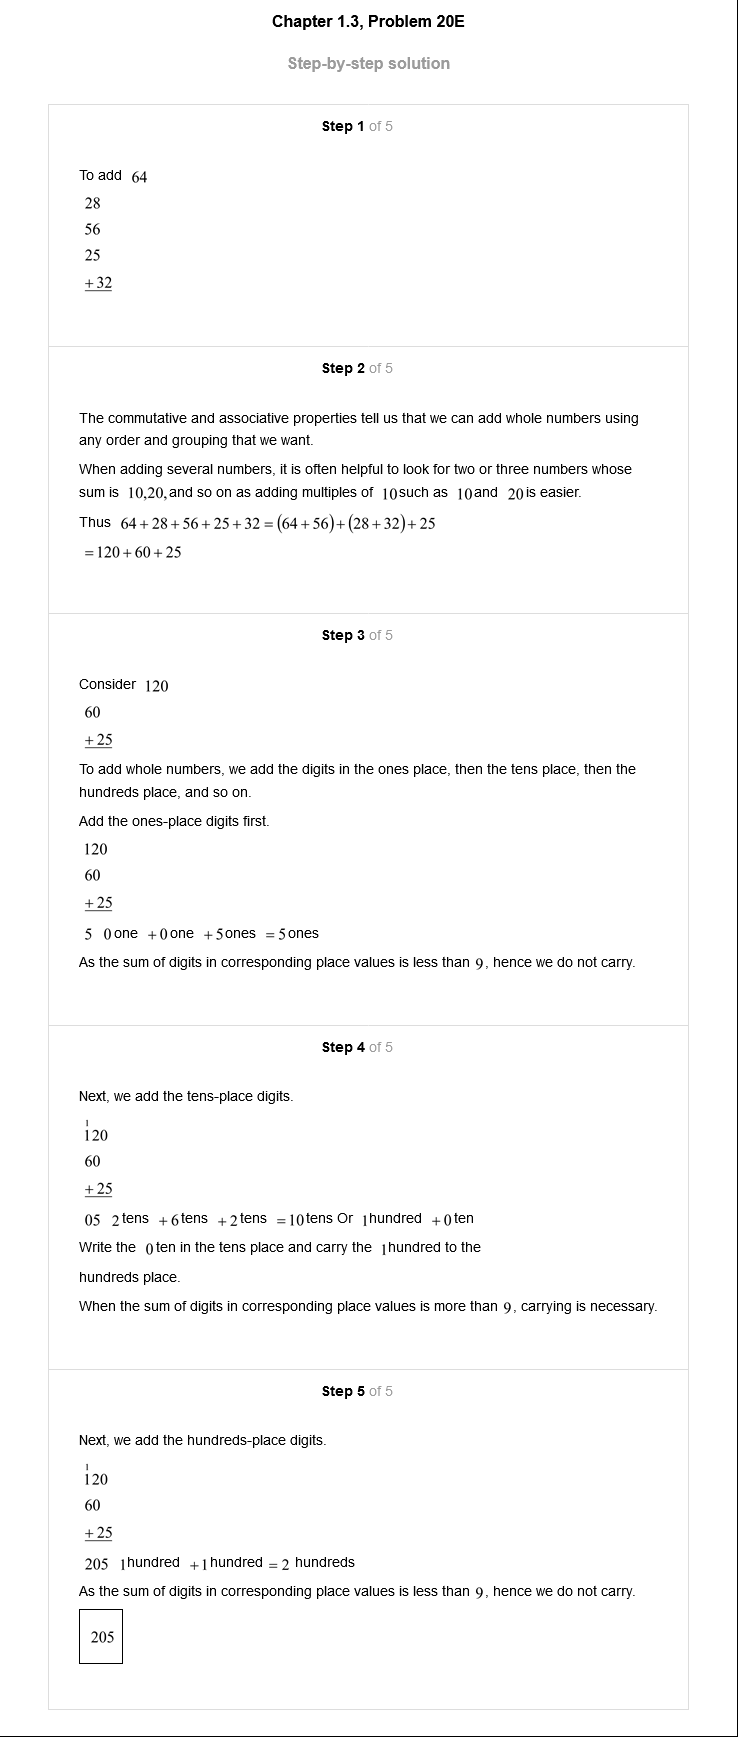 Chapter 1.3, Problem 20E
Step-by-step solution
Step 1 of 5
To add 64
28
56
25
+32
Step 2 of 5
The commutative and associative properties tell us that we can add whole numbers using
any order and grouping that we want.
When adding several numbers, it is often helpful to look for two or three numbers whose
sum is 10,20, and so on as adding multiples of 10 such as 10 and 20 is easier.
Thus 64+28+56+25+32=(64+56)+(28+32)+25
=120+60+25
Step 3 of 5
Consider 120
60
+25
To add whole numbers, we add the digits in the ones place, then the tens place, then the
hundreds place, and so on.
Add the ones-place digits first.
120
60
+25
5 0 one +0 one +5 ones =5 ones
As the sum of digits in corresponding place values is less than 9, hence we do not carry.
Step 4 of 5
Next, we add the tens-place digits.
1
120
60
+25
05 2 tens +6 tens +2 tens =10 tens Or 1 hundred +0 ten
Write the 0 ten in the tens place and carry the 1 hundred to the
hundreds place.
When the sum of digits in corresponding place values is more than 9, carrying is necessary.
Step 5 of 5
Next, we add the hundreds-place digits.
1
120
60
+25
205 1 hundred +1 hundred =2 hundreds
As the sum of digits in corresponding place values is less than 9, hence we do not carry.
205